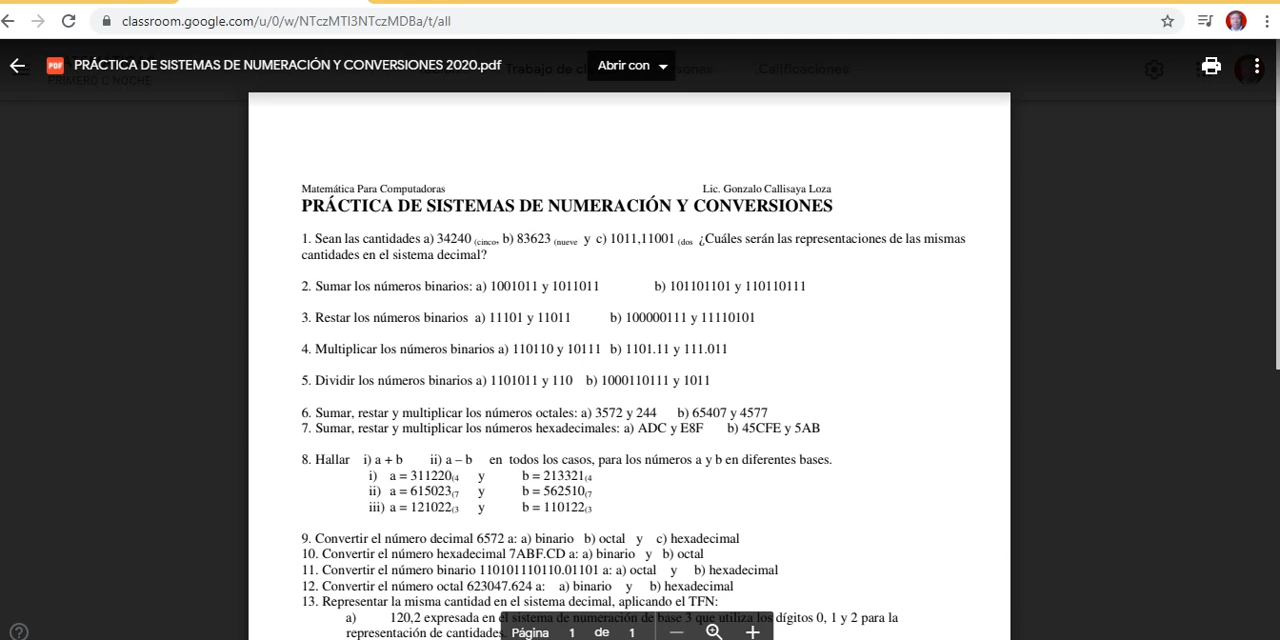 classroom.google.com/u/0/w/NTczMTI3NTczMDBa/t/all
PDF PRÁCTICA DE SISTEMAS DE NUMERACIÓN Y CONVERSIONES 2020.pdf Abrir con
PRIMERO C NOCHE Trabajo de Calificaciones
Matemática Para Computadoras Lic. Gonzalo Callisaya Loza
PRÁCTICA DE SISTEMAS DE NUMERACIÓN Y CONVERSIONES
1. Sean las cantidades a) 34240 (cinco, b) 83623 (nueve y c) 1011,11001 (dos ¿Cuáles serán las representaciones de las mismas
cantidades en el sistema decimal?
2. Sumar los números binarios: a) 1001011 y 1011011 b) 101101101 y 110110111
3. Restar los números binarios a) 11101 y 11011 b) 100000111 y 11110101
4. Multiplicar los números binarios a) 110110 y 10111 b) 1101.11 y 111.011
5. Dividir los números binarios a) 1101011 y 110 b) 1000110111 y 1011
6. Sumar, restar y multiplicar los números octales: a) 3572 y 244 b) 65407 y 4577
7. Sumar, restar y multiplicar los números hexadecimales: a) ADC y E8F b) 45CFE y 5AB
8. Hallar i) a + b ii) a – b en todos los casos, para los números a y b en diferentes bases.
i) a = 311220(4 y b = 213321(4
ii) a = 615023(7 y b = 562510(7
iii) a = 121022(3 y b = 110122(3
9. Convertir el número decimal 6572 a: a) binario b) octal y c) hexadecimal
10. Convertir el número hexadecimal 7ABF.CD a: a) binario y b) octal
11. Convertir el número binario 110101110110.01101 a: a) octal y b) hexadecimal
12. Convertir el número octal 623047.624 a: a) binario y b) hexadecimal
13. Representar la misma cantidad en el sistema decimal, aplicando el TFN:
a) 120,2 expresada en el sistema de numeración de base 3 que utiliza los dígitos 0, 1 y 2 para la
representación de cantidades
Página 1 de 1